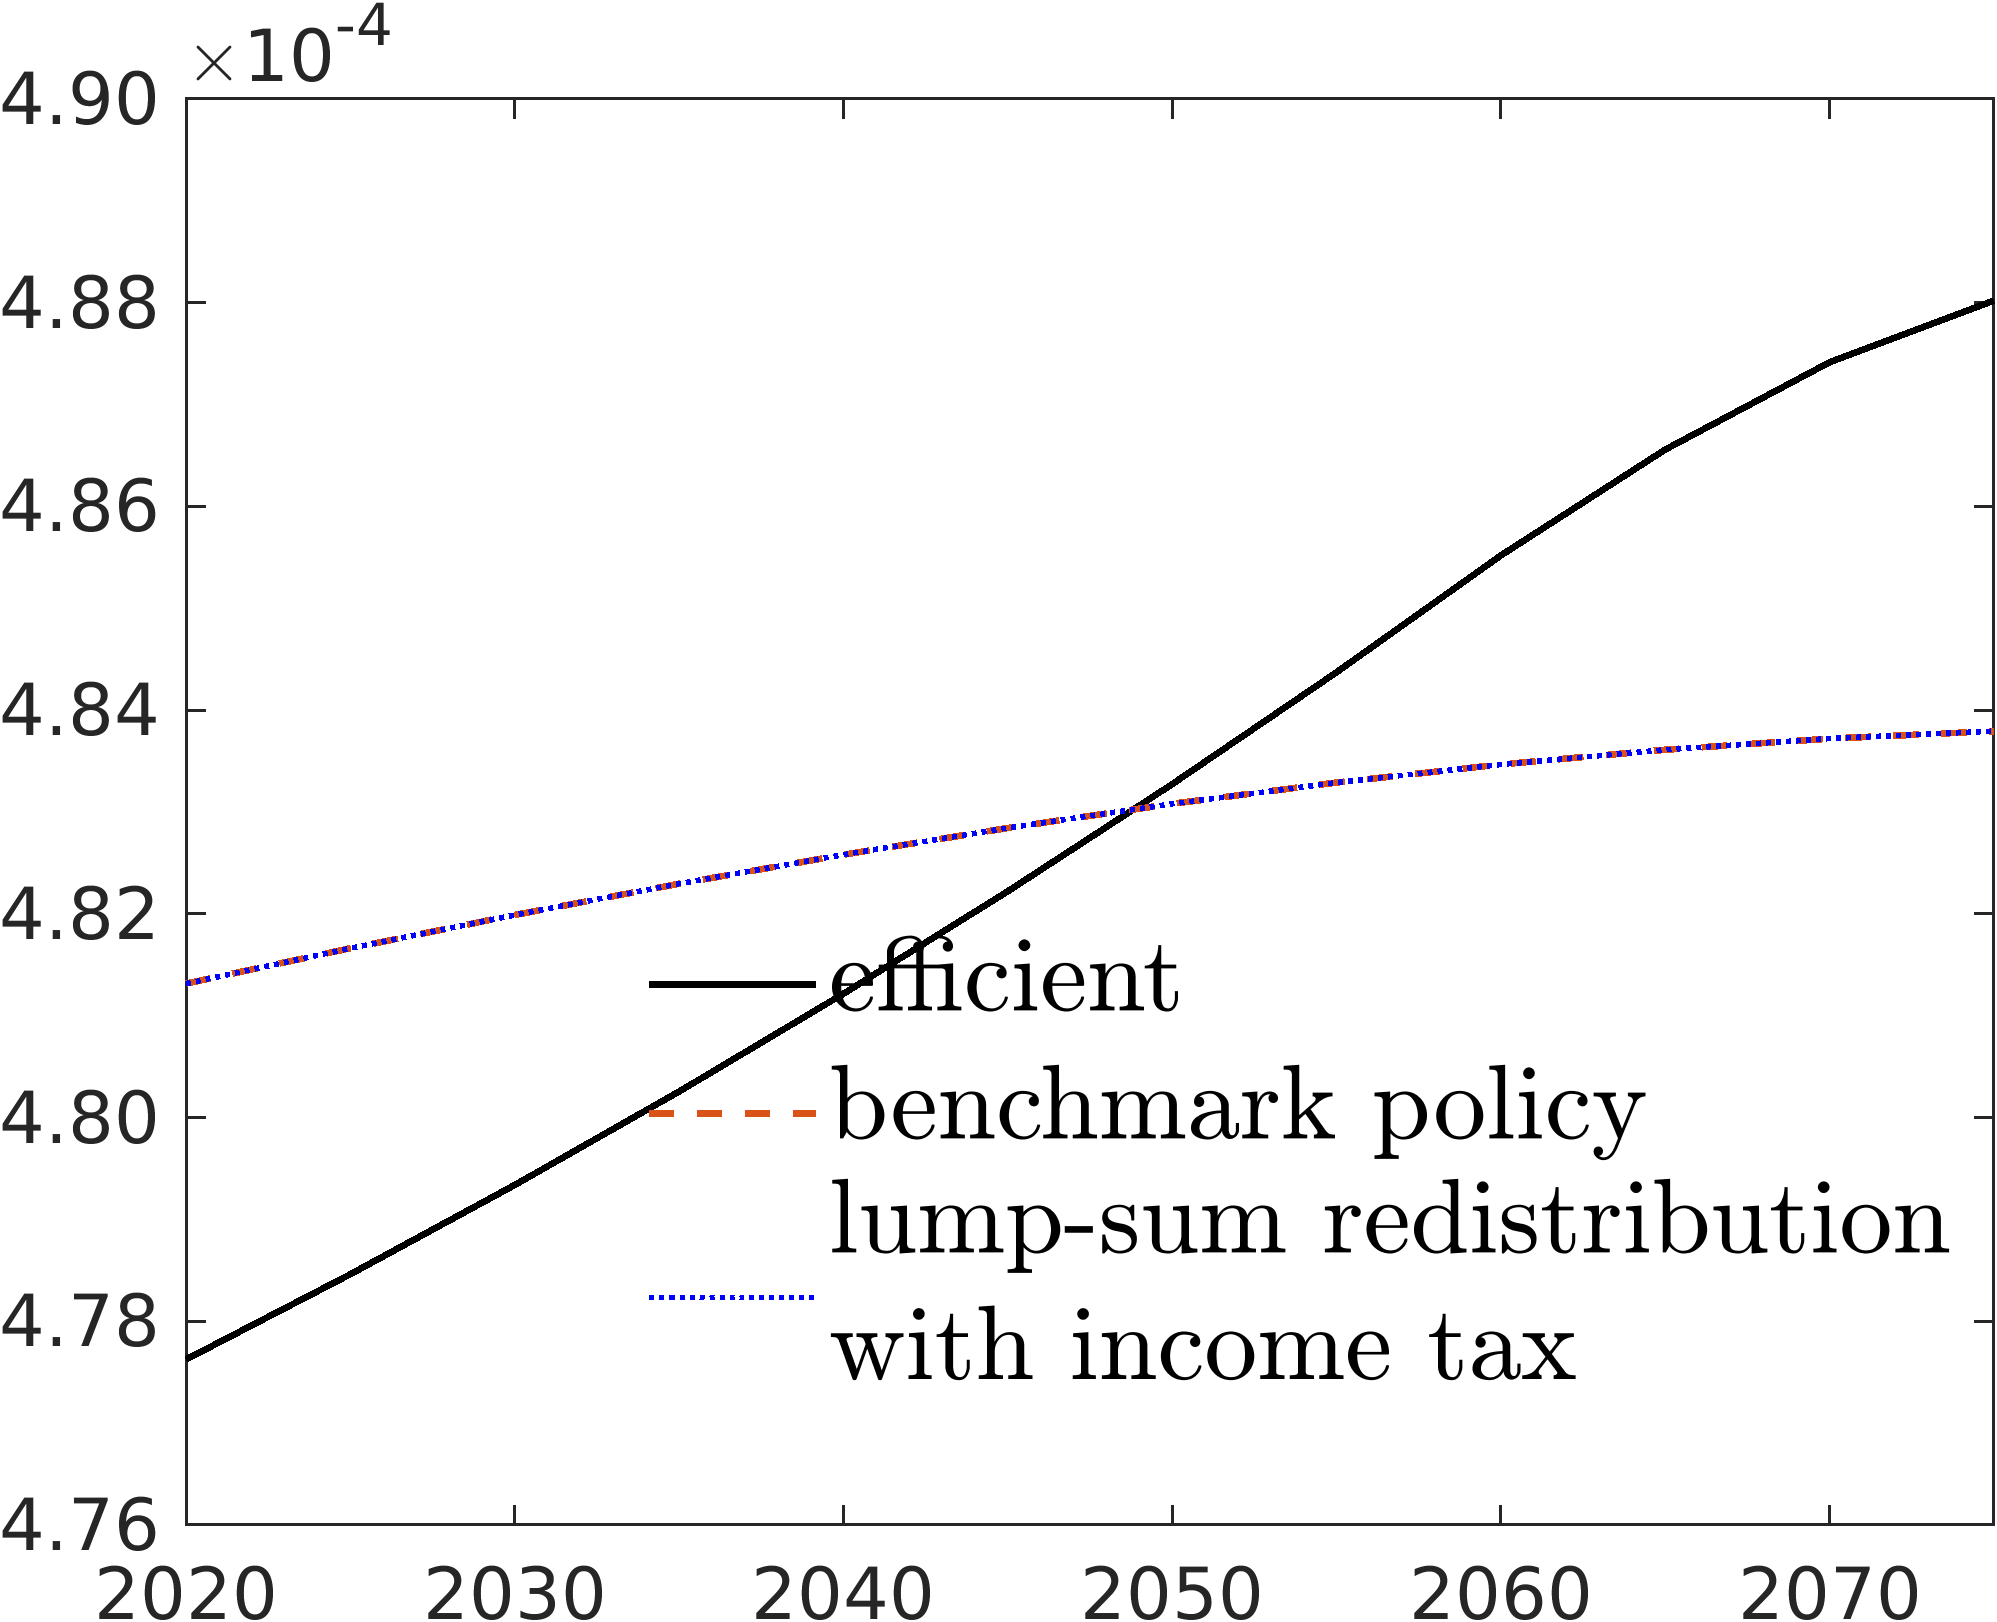 ×10-4
4.90
4.88
4.86
4.84
4.82
4.80
4.78
4.76
efficient
benchmark policy
lump-sum redistribution
with income tax
2020 2030 2040 2050 2060 2070